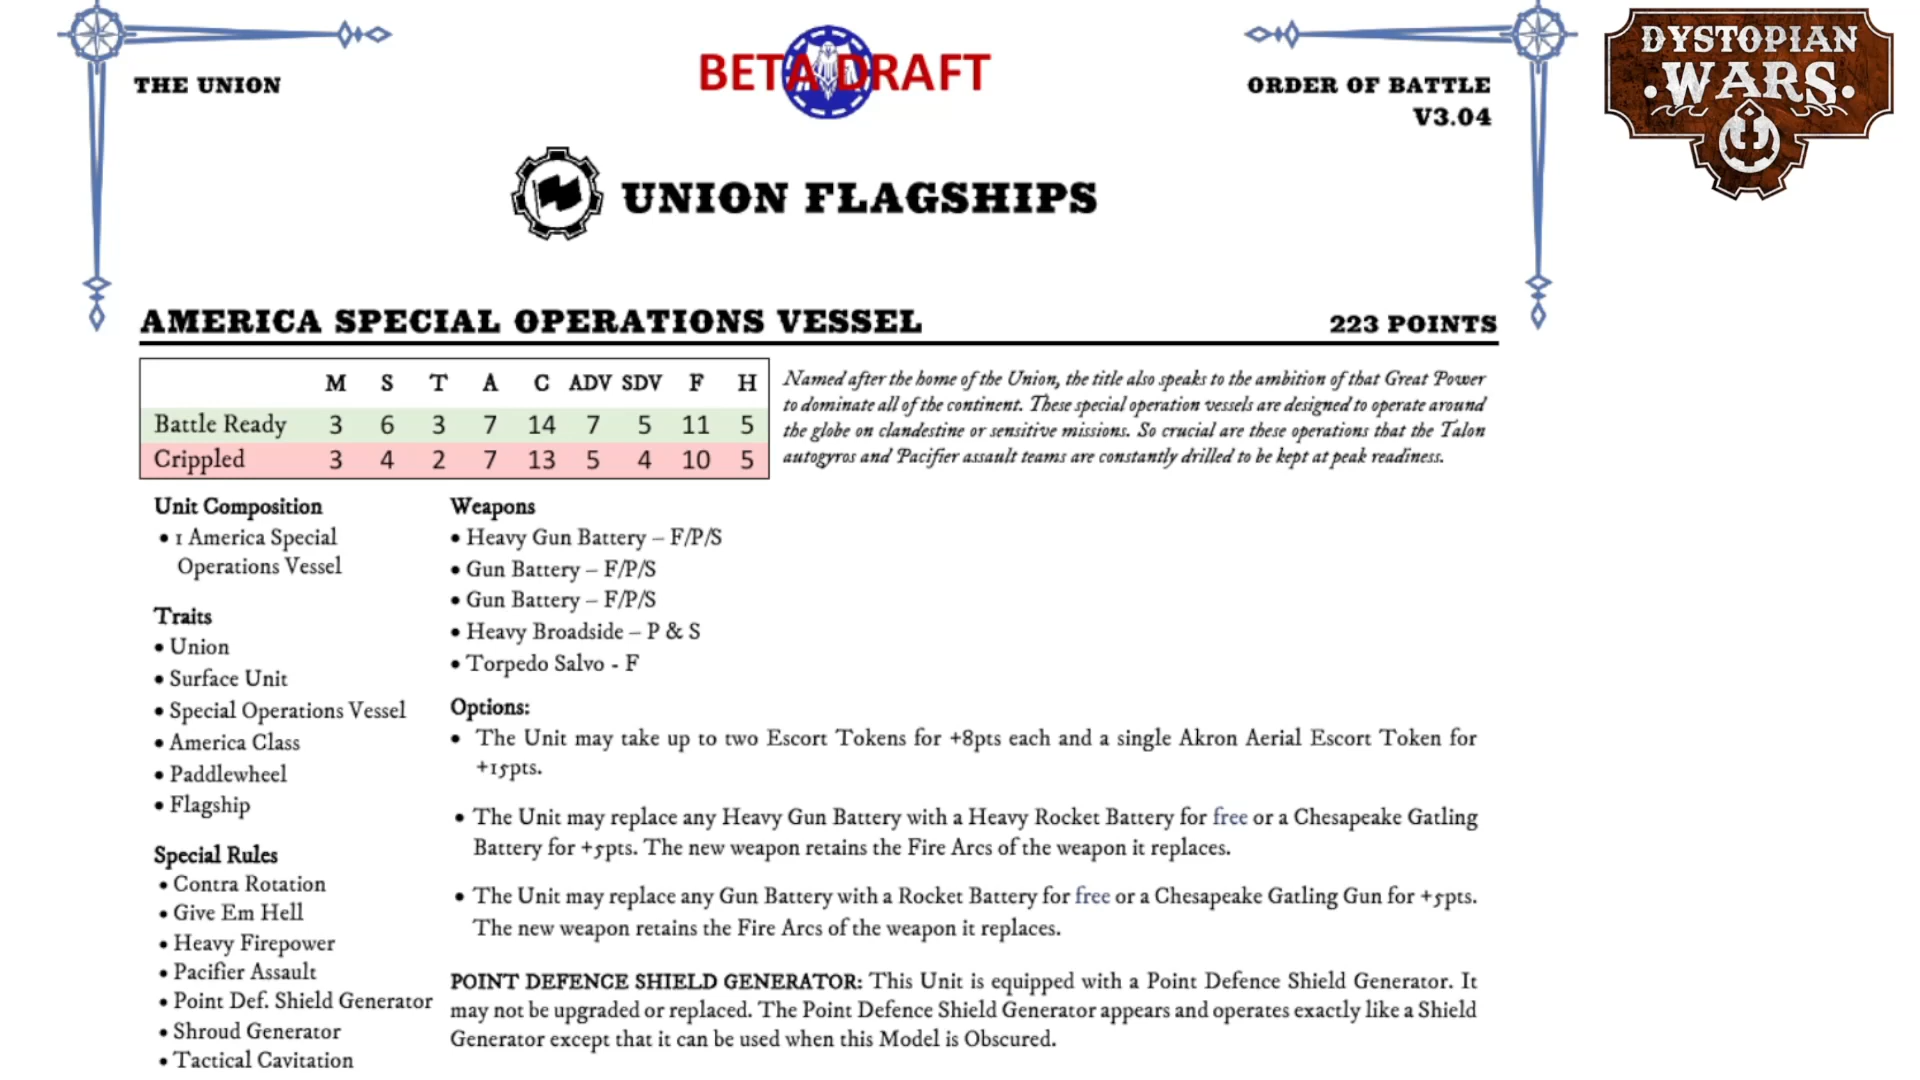 THE UNION
BETA DRAFT
ORDER OF BATTLE
V3.04
DYSTOPIAN
WARS
UNION FLAGSHIPS
AMERICA SPECIAL OPERATIONS VESSEL 223 POINTS
M S T A C ADV SDV F H
Battle Ready 3 6 3 7 14 7 5 11 5
Crippled 3 4 2 7 13 5 4 10 5
Named after the home of the Union, the title also speaks to the ambition of that Great Power
to dominate all of the continent. These special operation vessels are designed to operate around
the globe on clandestine or sensitive missions. So crucial are these operations that the Talon
autogyros and Pacifier assault teams are constantly drilled to be kept at peak readiness.
Unit Composition
• 1 America Special
Operations Vessel
Traits
• Union
• Surface Unit
• Special Operations Vessel
• America Class
• Paddlewheel
• Flagship
Special Rules
• Contra Rotation
• Give Em Hell
• Heavy Firepower
• Pacifier Assault
• Point Def. Shield Generator
• Shroud Generator
• Tactical Cavitation
Weapons
• Heavy Gun Battery – F/P/S
• Gun Battery – F/P/S
• Gun Battery – F/P/S
• Heavy Broadside – P & S
• Torpedo Salvo - F
Options:
• The Unit may take up to two Escort Tokens for +8pts each and a single Akron Aerial Escort Token for
+15pts.
• The Unit may replace any Heavy Gun Battery with a Heavy Rocket Battery for free or a Chesapeake Gatling
Battery for +5pts. The new weapon retains the Fire Arcs of the weapon it replaces.
• The Unit may replace any Gun Battery with a Rocket Battery for free or a Chesapeake Gatling Gun for +5pts.
The new weapon retains the Fire Arcs of the weapon it replaces.
POINT DEFENCE SHIELD GENERATOR: This Unit is equipped with a Point Defence Shield Generator. It
may not be upgraded or replaced. The Point Defence Shield Generator appears and operates exactly like a Shield
Generator except that it can be used when this Model is Obscured.